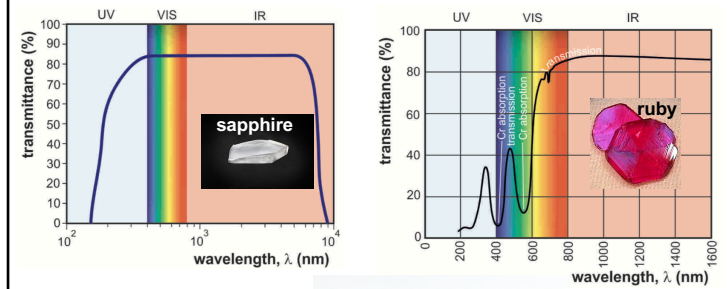 UV VIS IR
transmittance (%)
100
90
80
70
60
50
40
30
20
10
0
sapphire
10² 10³ 10⁴
wavelength, λ (nm)
UV VIS IR
transmittance (%)
100
80
60
40
20
0
Cr absorption
transmission
Cr absorption
transmission
ruby
0 200 400 600 800 1000 1200 1400 1600
wavelength, λ (nm)